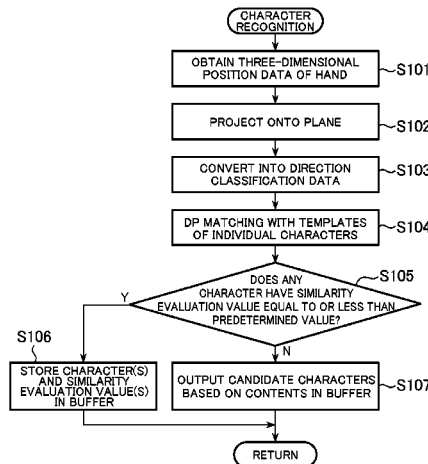 CHARACTER
RECOGNITION
OBTAIN THREE-DIMENSIONAL
POSITION DATA OF HAND
S101
PROJECT ONTO PLANE
S102
CONVERT INTO DIRECTION
CLASSIFICATION DATA
S103
DP MATCHING WITH TEMPLATES
OF INDIVIDUAL CHARACTERS
S104
S105
DOES ANY
CHARACTER HAVE SIMILARITY
EVALUATION VALUE EQUAL TO OR LESS THAN
PREDETERMINED VALUE?
Y
N
S106
STORE CHARACTER(S)
AND SIMILARITY
EVALUATION VALUE(S)
IN BUFFER
OUTPUT CANDIDATE CHARACTERS
BASED ON CONTENTS IN BUFFER
S107
RETURN